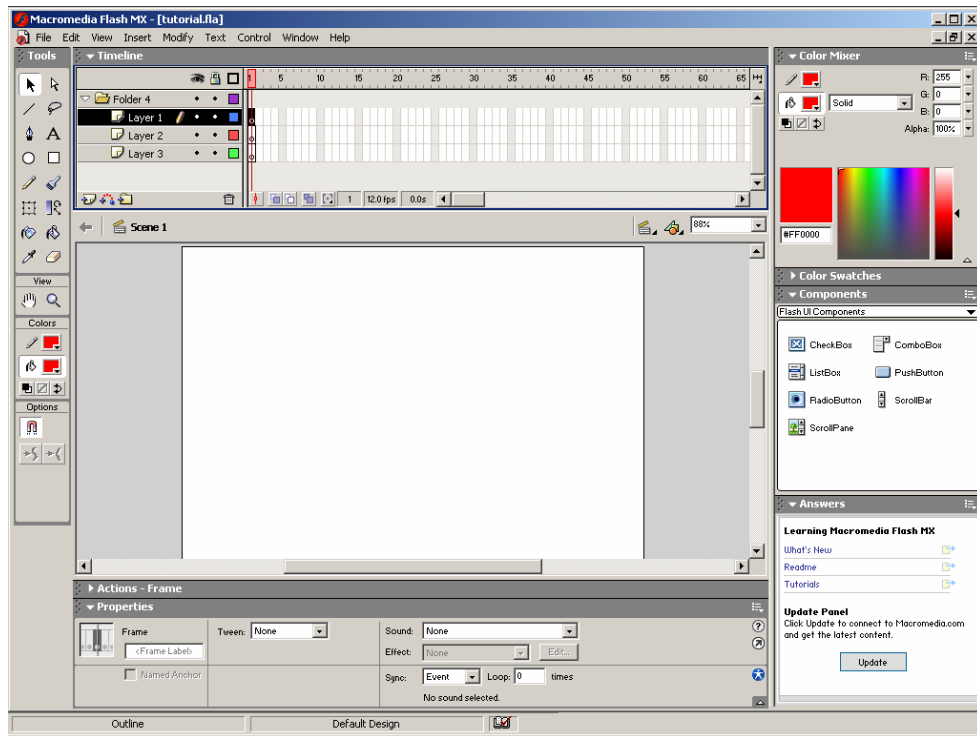 Macromedia Flash MX - [tutorial.fla]
File Edit View Insert Modify Text Control Window Help
Tools
Timeline
1 5 10 15 20 25 30 35 40 45 50 55 60 65
Folder 4
Layer 1
Layer 2
Layer 3
1 12.0 fps 0.0s
Scene 1
88%
A
View
Colors
Options
Color Mixer
R: 255
Solid
G: 0
B: 0
Alpha: 100%
#FF0000
Color Swatches
Components
Flash UI Components
CheckBox ComboBox
ListBox PushButton
RadioButton ScrollBar
ScrollPane
Answers
Learning Macromedia Flash MX
What's New
Readme
Tutorials
Update Panel
Click Update to connect to Macromedia.com
and get the latest content.
Update
Actions - Frame
Properties
Frame
<Frame Label>
Named Anchor
Tween: None
Sound: None
Effect: None Edit...
Sync: Event Loop: 0 times
No sound selected.
Outline Default Design